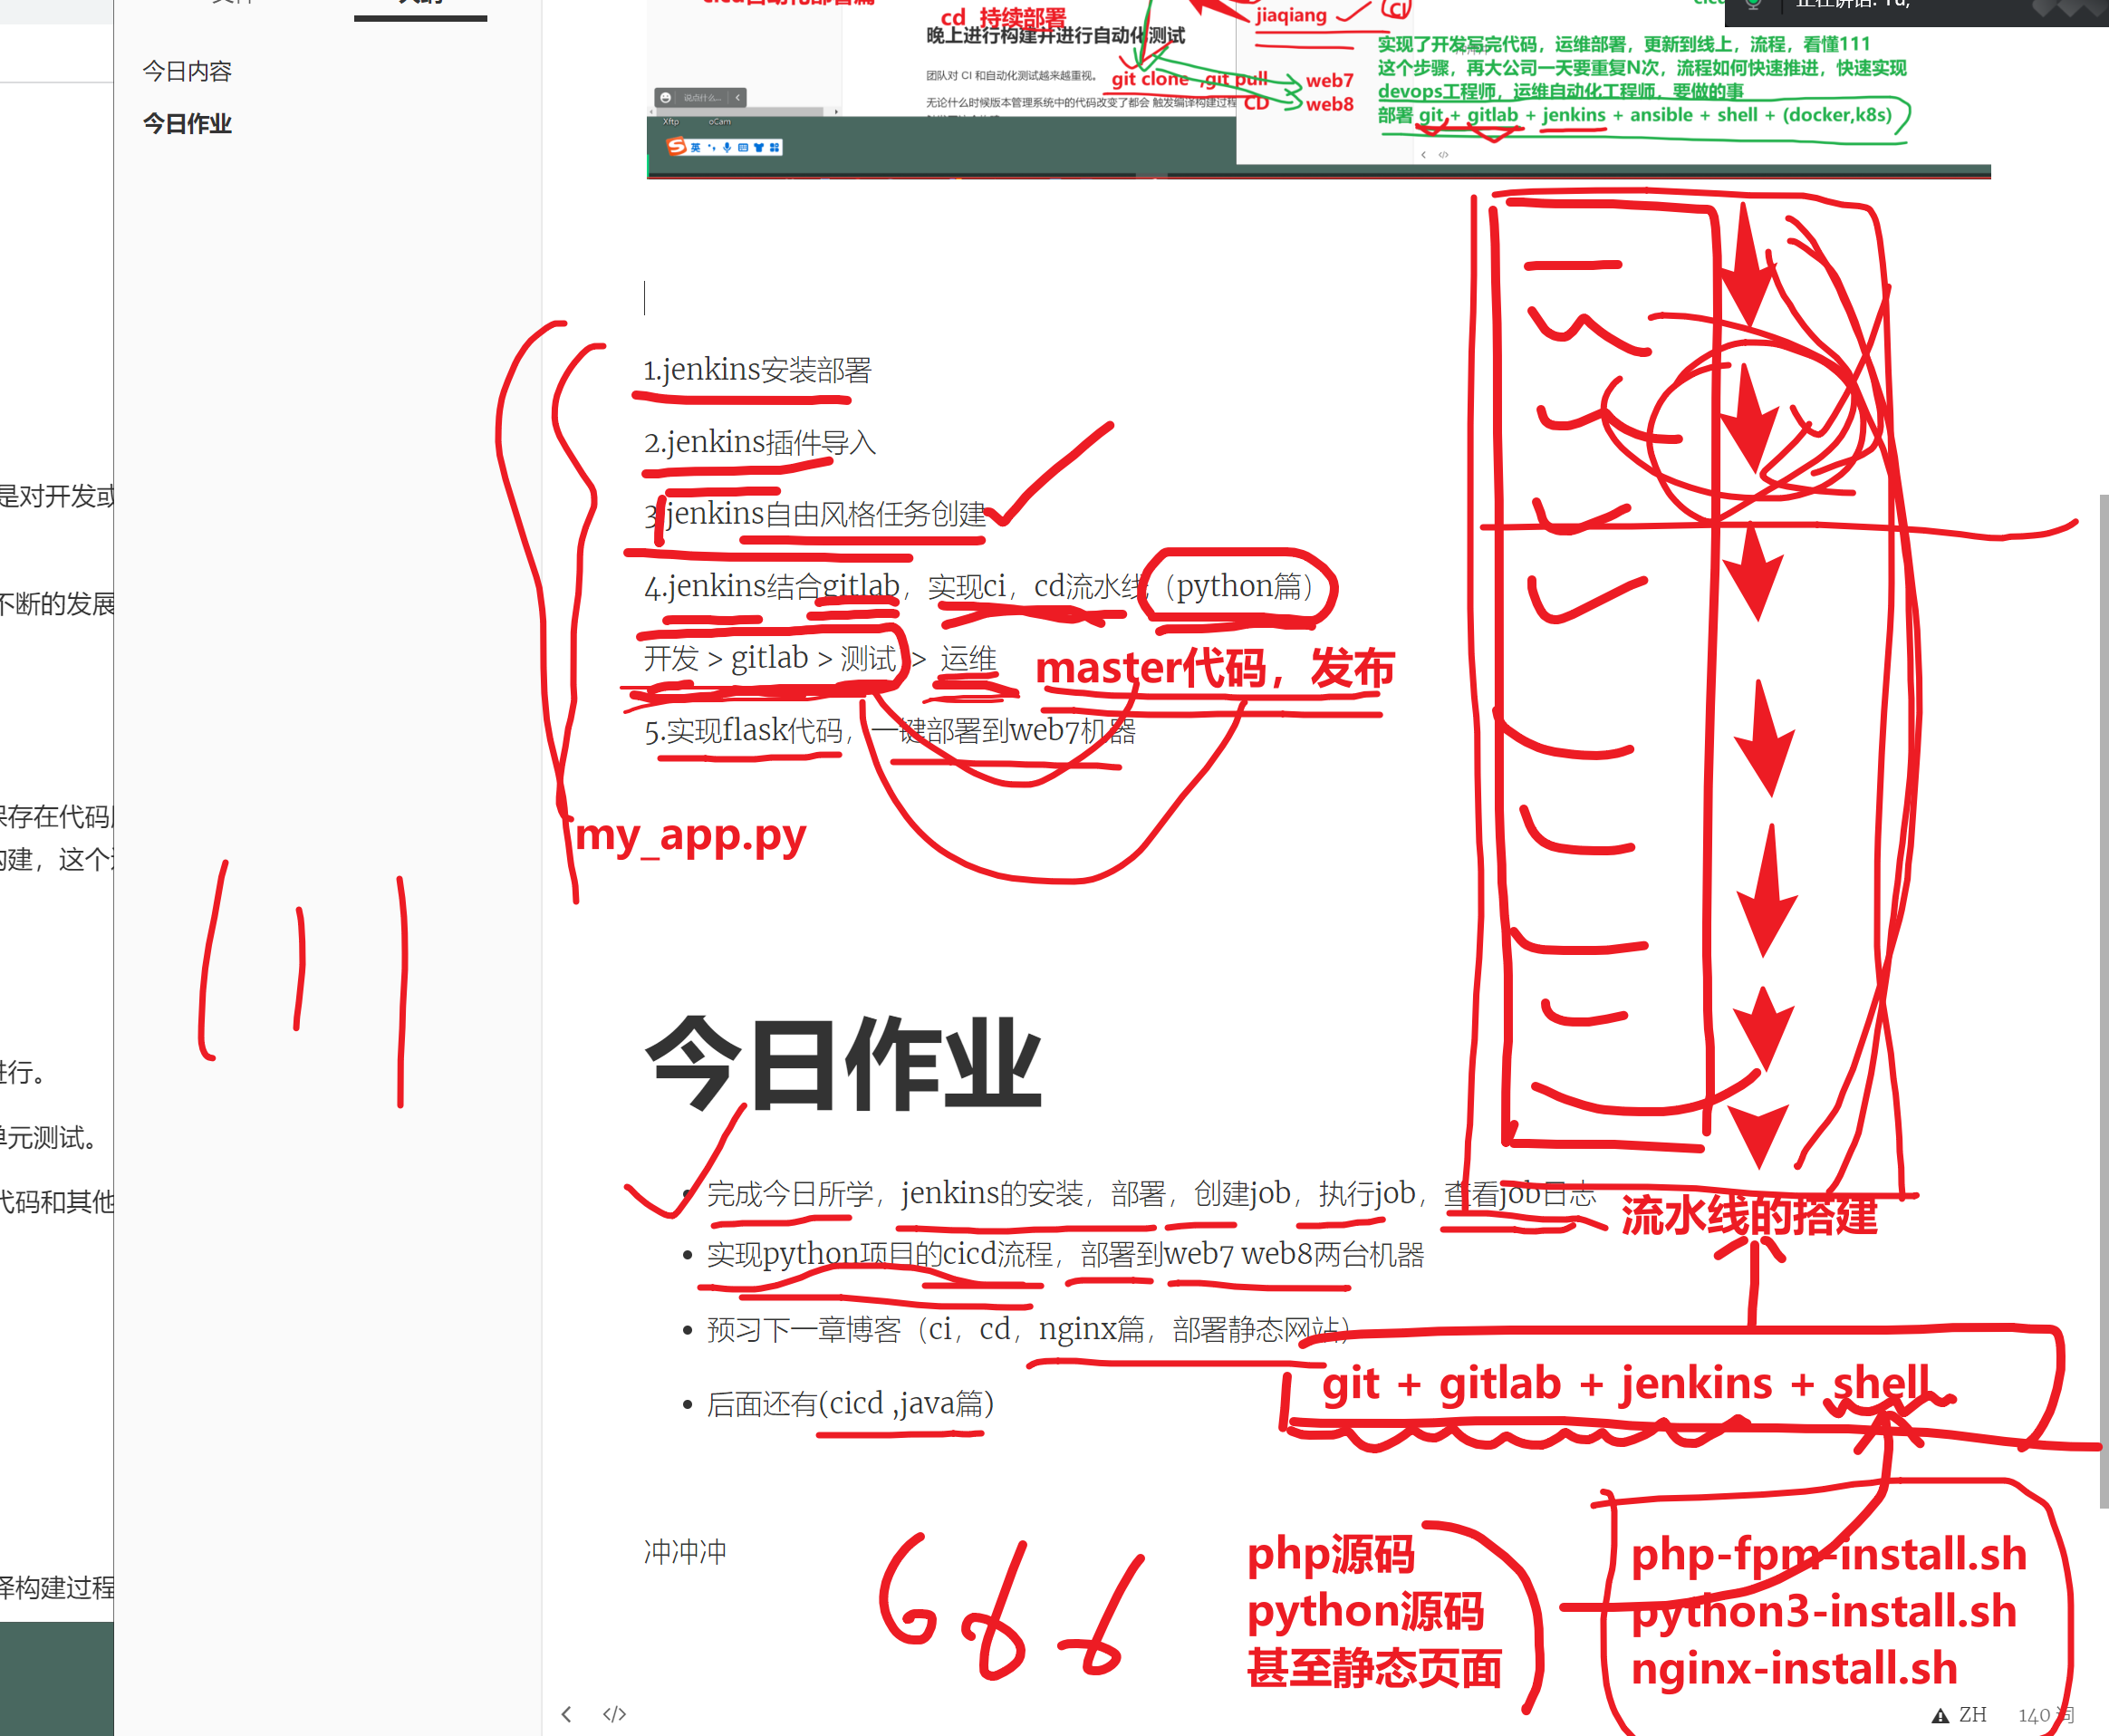 今日内容
今日作业
是对开发或
不断的发展
保存在代码
构建，这个
进行。
单元测试。
代码和其他
译构建过程
cd 持续部署
晚上进行构建并进行自动化测试
团队对 CI 和自动化测试越来越重视。
无论什么时候版本管理系统中的代码改变了都会 触发编译构建过程
git clone ,git pull
CD
jiaqiang
CI
web7
web8
说点什么...
Xftp
oCam
英
正在讲话: Yu;
实现了开发写完代码，运维部署，更新到线上，流程，看懂111
这个步骤，再大公司一天要重复N次，流程如何快速推进，快速实现
devops工程师，运维自动化工程师，要做的事
部署 git + gitlab + jenkins + ansible + shell + (docker,k8s)
1.jenkins安装部署
2.jenkins插件导入
3.jenkins自由风格任务创建
4.jenkins结合gitlab，实现ci，cd流水线（python篇）
开发 > gitlab > 测试 > 运维
master代码，发布
5.实现flask代码，一键部署到web7机器
my_app.py
今日作业
完成今日所学，jenkins的安装，部署，创建job，执行job，查看job日志
流水线的搭建
实现python项目的cicd流程，部署到web7 web8两台机器
预习下一章博客（ci，cd，nginx篇，部署静态网站）
git + gitlab + jenkins + shell
后面还有(cicd ,java篇)
冲冲冲
666
php源码
python源码
甚至静态页面
php-fpm-install.sh
python3-install.sh
nginx-install.sh
ZH
140 词